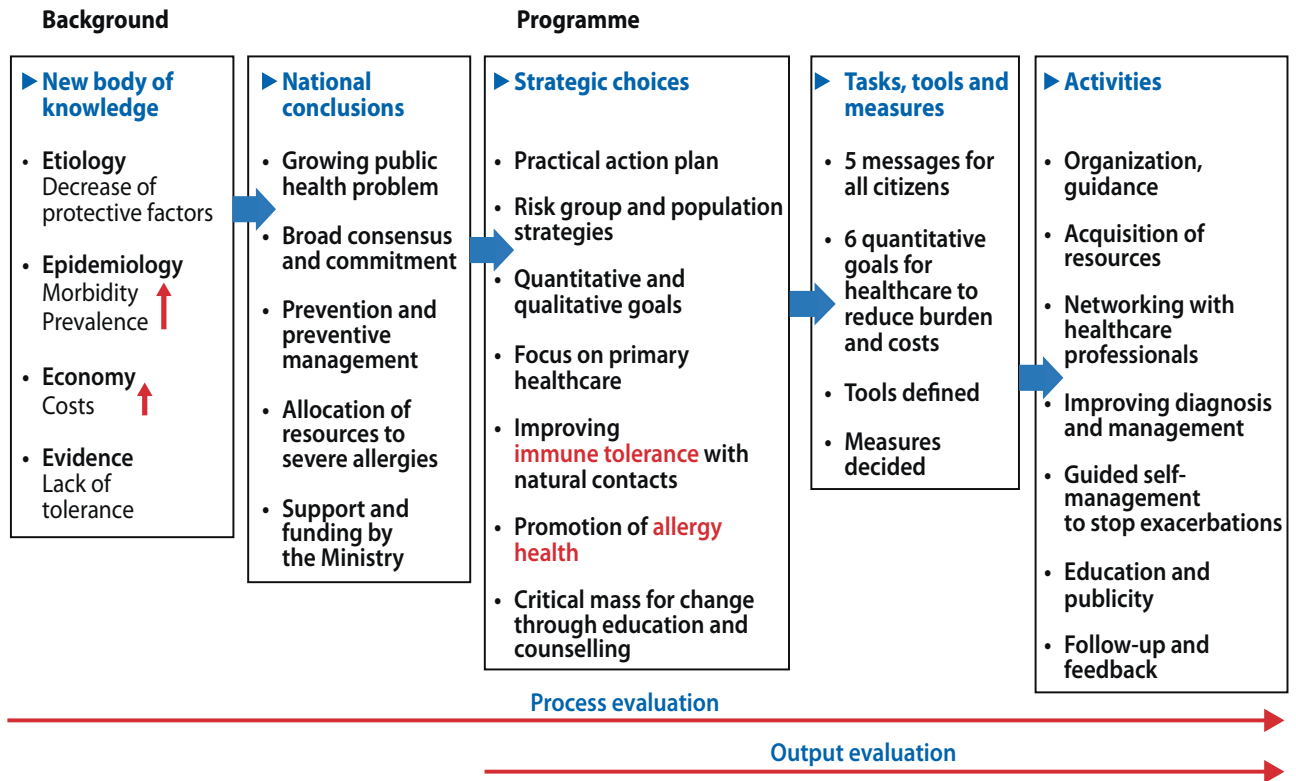 Background
Programme
▶ New body of
knowledge
• Etiology
Decrease of
protective factors
• Epidemiology
Morbidity
Prevalence
• Economy
Costs
• Evidence
Lack of
tolerance
▶ National
conclusions
• Growing public
health problem
• Broad consensus
and commitment
• Prevention and
preventive
management
• Allocation of
resources to
severe allergies
• Support and
funding by
the Ministry
▶ Strategic choices
• Practical action plan
• Risk group and population
strategies
• Quantitative and
qualitative goals
• Focus on primary
healthcare
• Improving
immune tolerance with
natural contacts
• Promotion of allergy
health
• Critical mass for change
through education and
counselling
▶ Tasks, tools and
measures
• 5 messages for
all citizens
• 6 quantitative
goals for
healthcare to
reduce burden
and costs
• Tools defined
• Measures
decided
▶ Activities
• Organization,
guidance
• Acquisition of
resources
• Networking with
healthcare
professionals
• Improving diagnosis
and management
• Guided self-
management
to stop exacerbations
• Education and
publicity
• Follow-up and
feedback
Process evaluation
Output evaluation